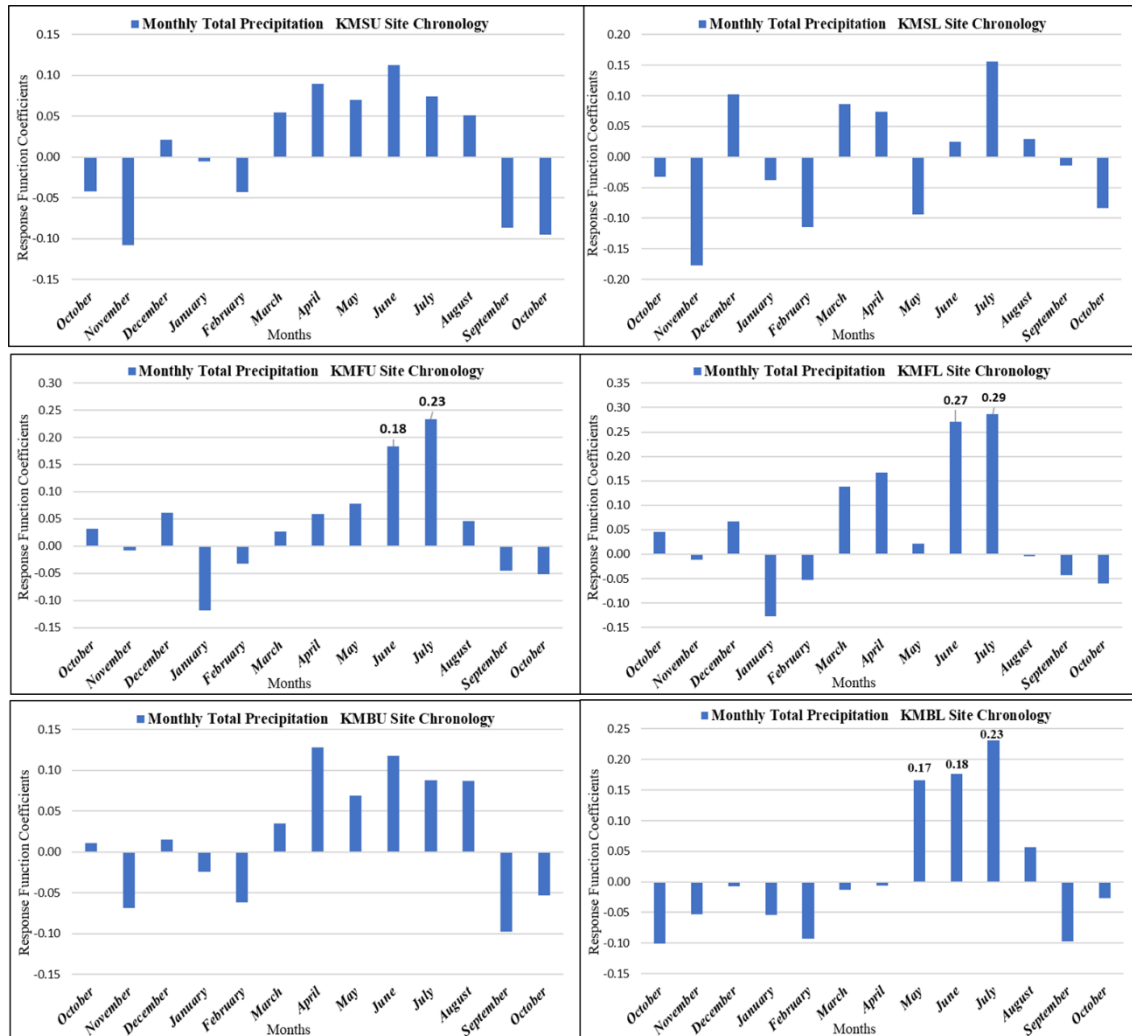 Monthly Total Precipitation KMSU Site Chronology
Response Function Coefficients
0.15
0.10
0.05
0.00
-0.05
-0.10
-0.15
October
November
December
January
February
March
April
May
June
July
August
September
October
Months
Monthly Total Precipitation KMSL Site Chronology
Response Function Coefficients
0.20
0.15
0.10
0.05
0.00
-0.05
-0.10
-0.15
-0.20
October
November
December
January
February
March
April
May
June
July
August
September
October
Months
Monthly Total Precipitation KMFU Site Chronology
Response Function Coefficients
0.30
0.25
0.20
0.15
0.10
0.05
0.00
-0.05
-0.10
-0.15
0.18
0.23
October
November
December
January
February
March
April
May
June
July
August
September
October
Months
Monthly Total Precipitation KMFL Site Chronology
Response Function Coefficients
0.35
0.30
0.25
0.20
0.15
0.10
0.05
0.00
-0.05
-0.10
-0.15
0.27
0.29
October
November
December
January
February
March
April
May
June
July
August
September
October
Months
Monthly Total Precipitation KMBU Site Chronology
Response Function Coefficients
0.15
0.10
0.05
0.00
-0.05
-0.10
-0.15
October
November
December
January
February
March
April
May
June
July
August
September
October
Months
Monthly Total Precipitation KMBL Site Chronology
Response Function Coefficients
0.25
0.20
0.15
0.10
0.05
0.00
-0.05
-0.10
-0.15
0.17
0.18
0.23
October
November
December
January
February
March
April
May
June
July
August
September
October
Months